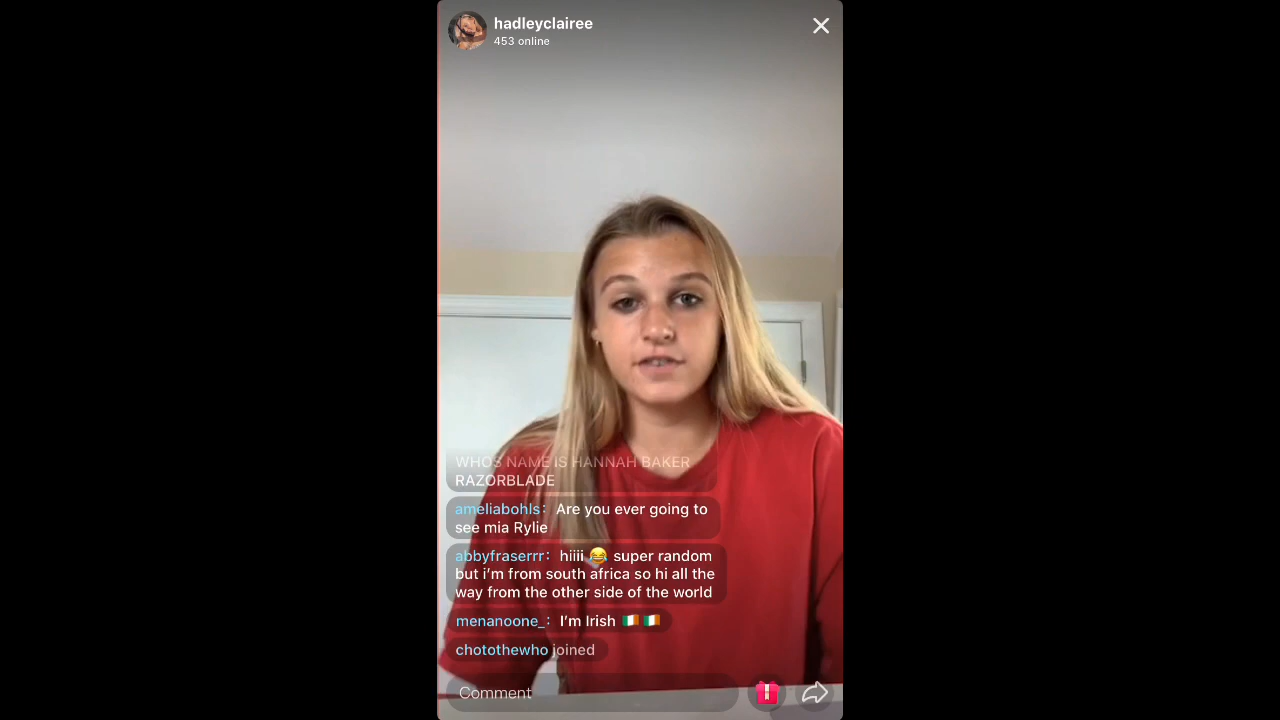 hadleyclairee
453 online
WHOS NAME IS HANNAH BAKER
RAZORBLADE
ameliabohls: Are you ever going to
see mia Rylie
abbyfraserrr: hiiii 😂 super random
but i’m from south africa so hi all the
way from the other side of the world
menanoone_: I’m Irish 🇮🇪 🇮🇪
chotothewho joined
Comment